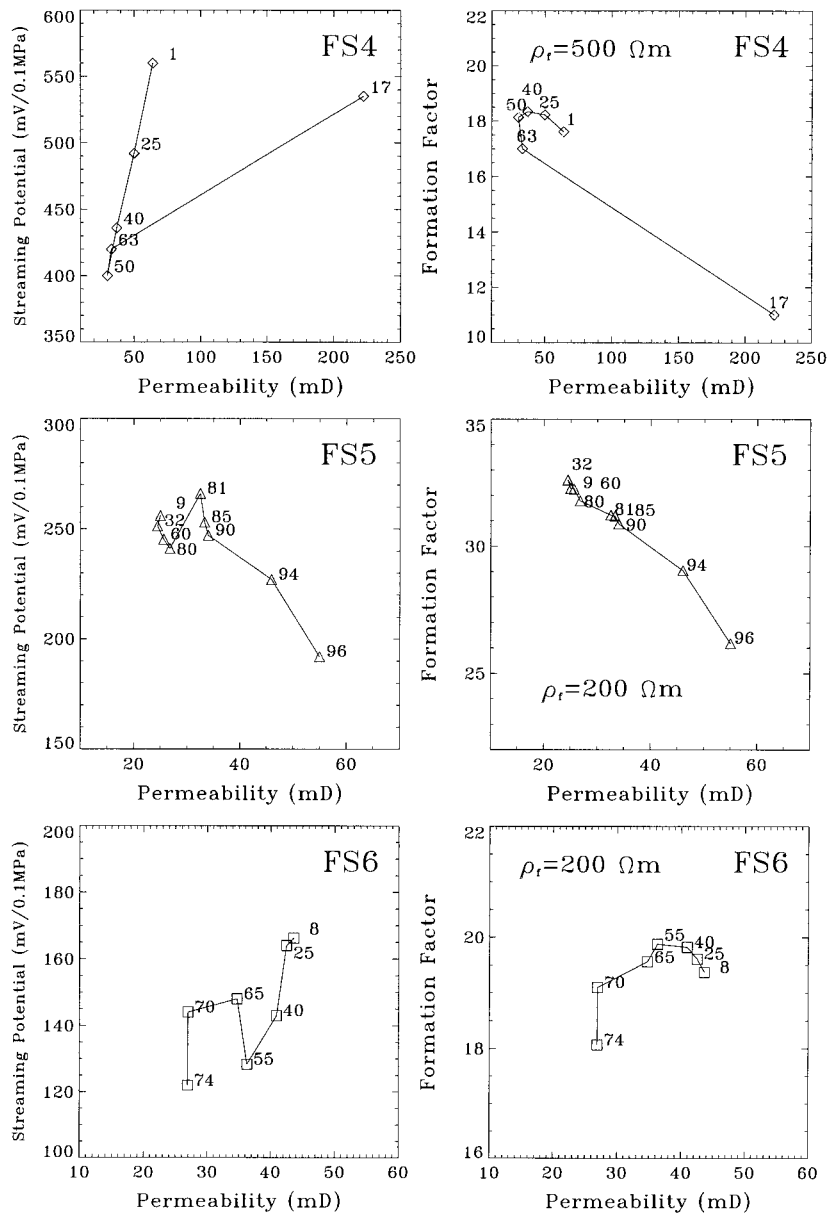 FS4
Streaming Potential (mV/0.1MPa)
600
550
500
450
400
350
1
17
25
40
63
50
50 100 150 200 250
Permeability (mD)
ρf=500 Ωm FS4
Formation Factor
22
20
18
16
14
12
10
40
50 25
1
63
17
50 100 150 200 250
Permeability (mD)
FS5
Streaming Potential (mV/0.1MPa)
300
250
200
150
81
9
32
85
60
90
80
94
96
20 40 60
Permeability (mD)
FS5
Formation Factor
35
30
25
32
9 60
80
8185
90
94
96
ρf=200 Ωm
20 40 60
Permeability (mD)
FS6
Streaming Potential (mV/0.1MPa)
200
180
160
140
120
100
8
25
70
65
40
55
74
10 20 30 40 50 60
Permeability (mD)
ρf=200 Ωm FS6
Formation Factor
22
20
18
16
55
40
65
25
8
70
74
10 20 30 40 50 60
Permeability (mD)